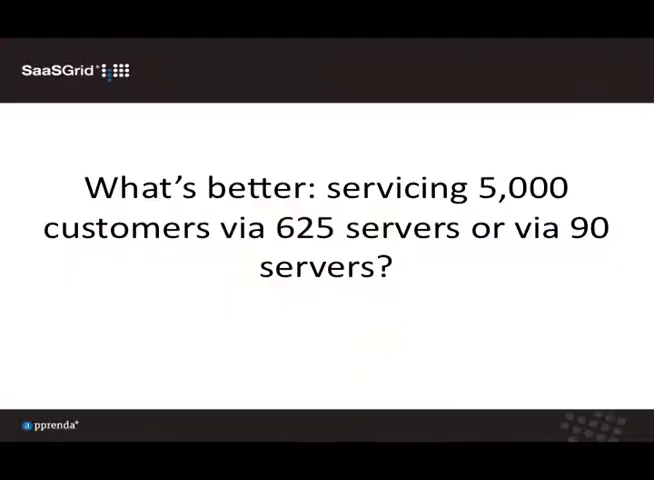 SaaSGrid
What's better: servicing 5,000
customers via 625 servers or via 90
servers?
apprenda